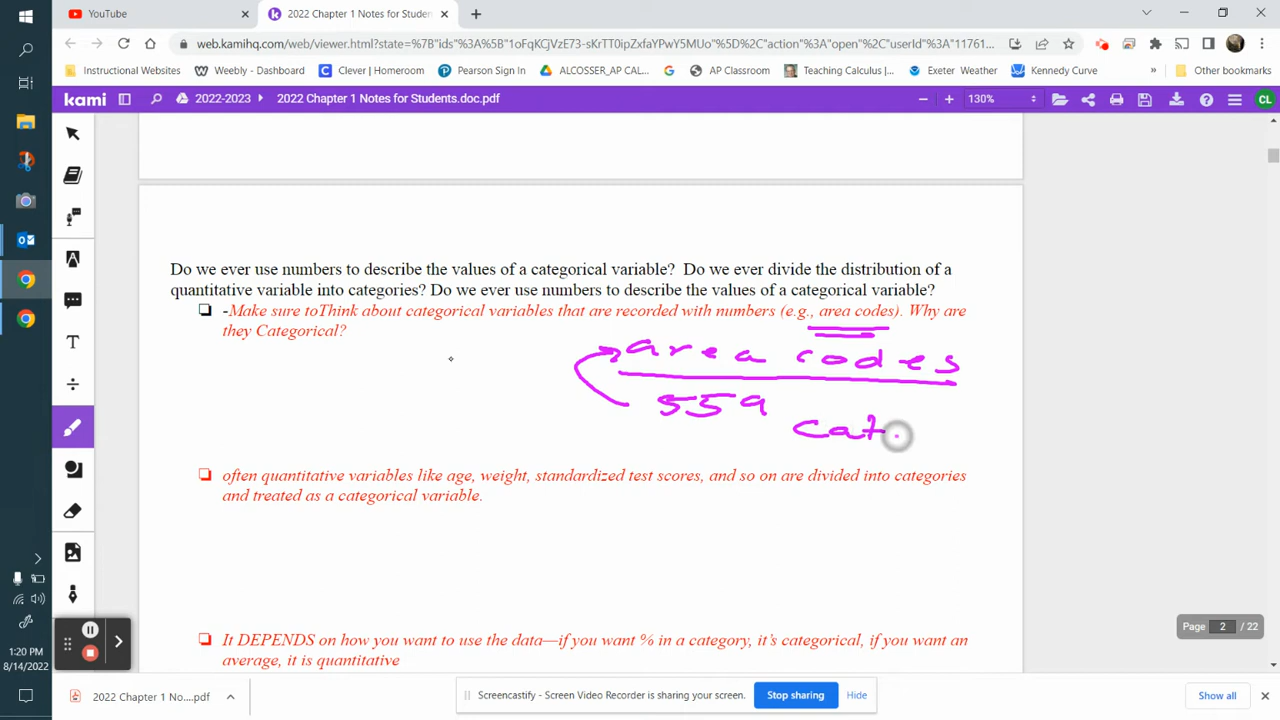 YouTube
2022 Chapter 1 Notes for Studen
web.kamihq.com/web/viewer.html?state=%7B"ids"%3A%5B"1oFqKCjVzE73-sKrTT0ipZxfaYPwY5MUo"%5D%2C"action"%3A"open"%2C"userId"%3A"11761...
Instructional Websites
Weebly - Dashboard
Clever | Homeroom
Pearson Sign In
ALCOSSER_AP CAL...
AP Classroom
Teaching Calculus |...
Exeter Weather
Kennedy Curve
»
Other bookmarks
kami
2022-2023
2022 Chapter 1 Notes for Students.doc.pdf
130%
CL
Do we ever use numbers to describe the values of a categorical variable? Do we ever divide the distribution of a
quantitative variable into categories? Do we ever use numbers to describe the values of a categorical variable?
-Make sure toThink about categorical variables that are recorded with numbers (e.g., area codes). Why are
they Categorical?
area codes
559
cat.
often quantitative variables like age, weight, standardized test scores, and so on are divided into categories
and treated as a categorical variable.
It DEPENDS on how you want to use the data—if you want % in a category, it's categorical, if you want an
average, it is quantitative
Page 2 / 22
1:20 PM
8/14/2022
2022 Chapter 1 No....pdf
Screencastify - Screen Video Recorder is sharing your screen.
Stop sharing
Hide
Show all